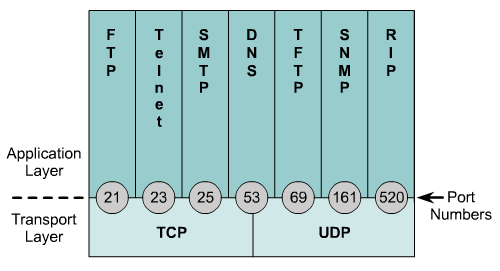 FTP Telnet SMTP DNS TFTP SNMP RIP
Application
Layer
21 23 25 53 69 161 520
Port
Numbers
Transport
Layer
TCP UDP